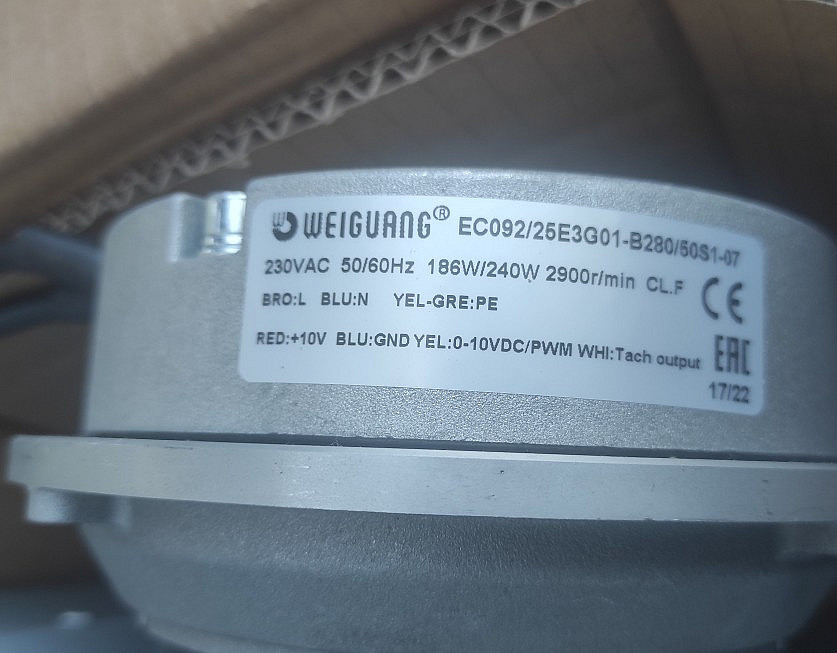 WEIGUANG® EC092/25E3G01-B280/50S1-07
230VAC 50/60Hz 186W/240W 2900r/min CL.F
CE
BRO:L BLU:N YEL-GRE:PE
RED:+10V BLU:GND YEL:0-10VDC/PWM WHI:Tach output
EAC
17/22